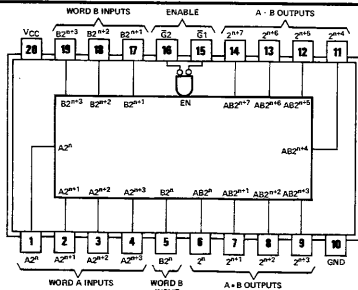 WORD B INPUTS ENABLE A · B OUTPUTS
VCC B2ⁿ⁺³ B2ⁿ⁺² B2ⁿ⁺¹ G̅2 G̅1 2ⁿ⁺⁷ 2ⁿ⁺⁶ 2ⁿ⁺⁵ 2ⁿ⁺⁴
20 19 18 17 16 15 14 13 12 11
EN
B2ⁿ⁺³ B2ⁿ⁺² B2ⁿ⁺¹ AB2ⁿ⁺⁷ AB2ⁿ⁺⁶ AB2ⁿ⁺⁵
A2ⁿ AB2ⁿ⁺⁴
A2ⁿ⁺¹ A2ⁿ⁺² A2ⁿ⁺³ B2ⁿ AB2ⁿ AB2ⁿ⁺¹ AB2ⁿ⁺² AB2ⁿ⁺³
1 2 3 4 5 6 7 8 9 10
A2ⁿ A2ⁿ⁺¹ A2ⁿ⁺² A2ⁿ⁺³ B2ⁿ 2ⁿ 2ⁿ⁺¹ 2ⁿ⁺² 2ⁿ⁺³ GND
WORD A INPUTS WORD B A • B OUTPUTS